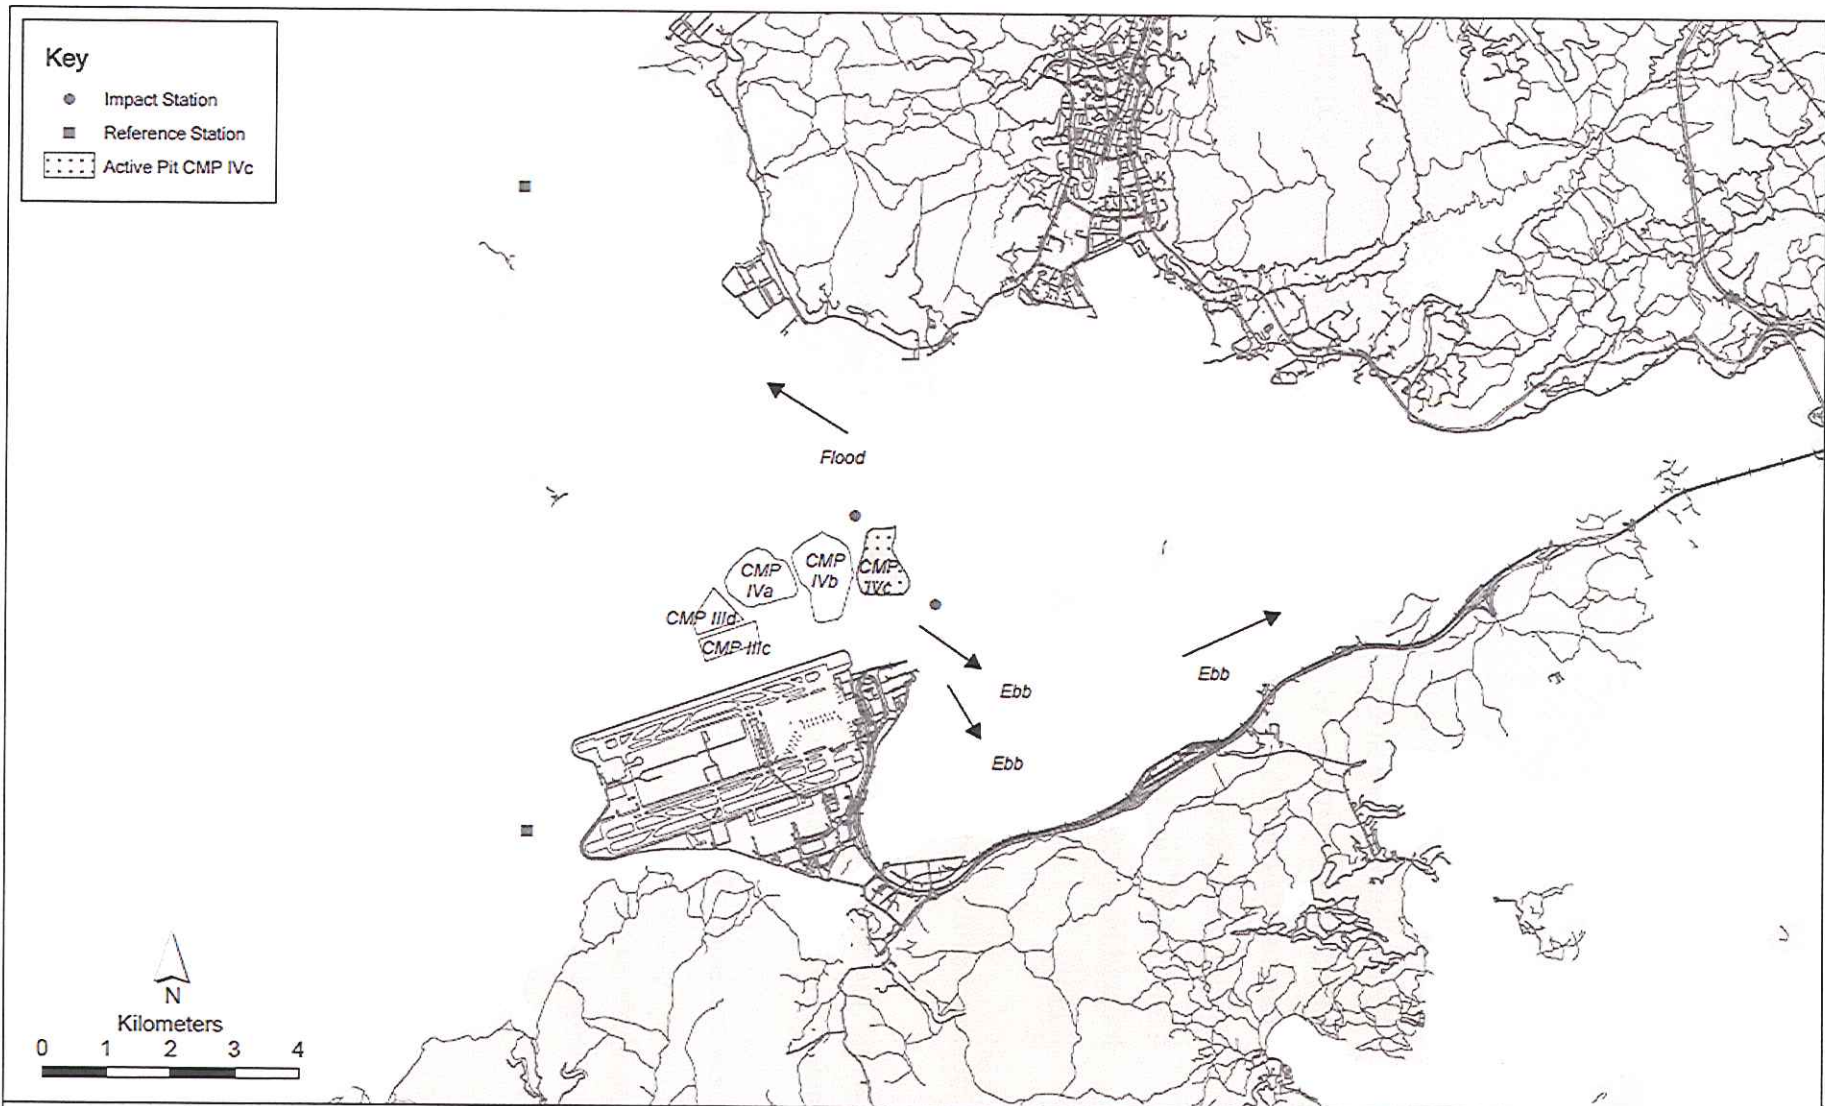 Key
Impact Station
Reference Station
Active Pit CMP IVc
Flood
CMP
IVa
CMP
IVb
CMP
IVc
CMP IIId
CMP IIIc
Ebb
Ebb
Ebb
N
Kilometers
0 1 2 3 4